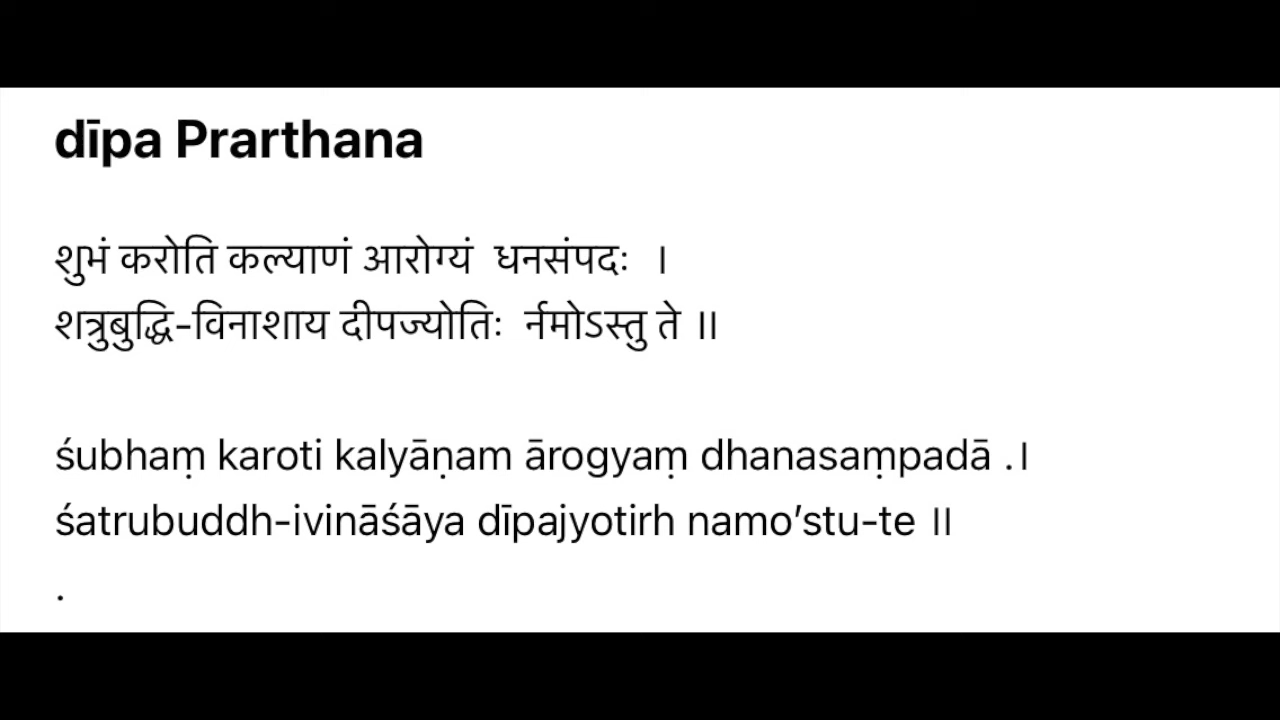 dīpa Prarthana
शुभं करोति कल्याणं आरोग्यं धनसंपदः ।
शत्रुबुद्धि-विनाशाय दीपज्योतिः र्नमोऽस्तु ते ॥
śubhaṃ karoti kalyāṇam ārogyaṃ dhanasaṃpadā .।
śatrubuddh-ivināśāya dīpajyotirh namo’stu-te ॥
.